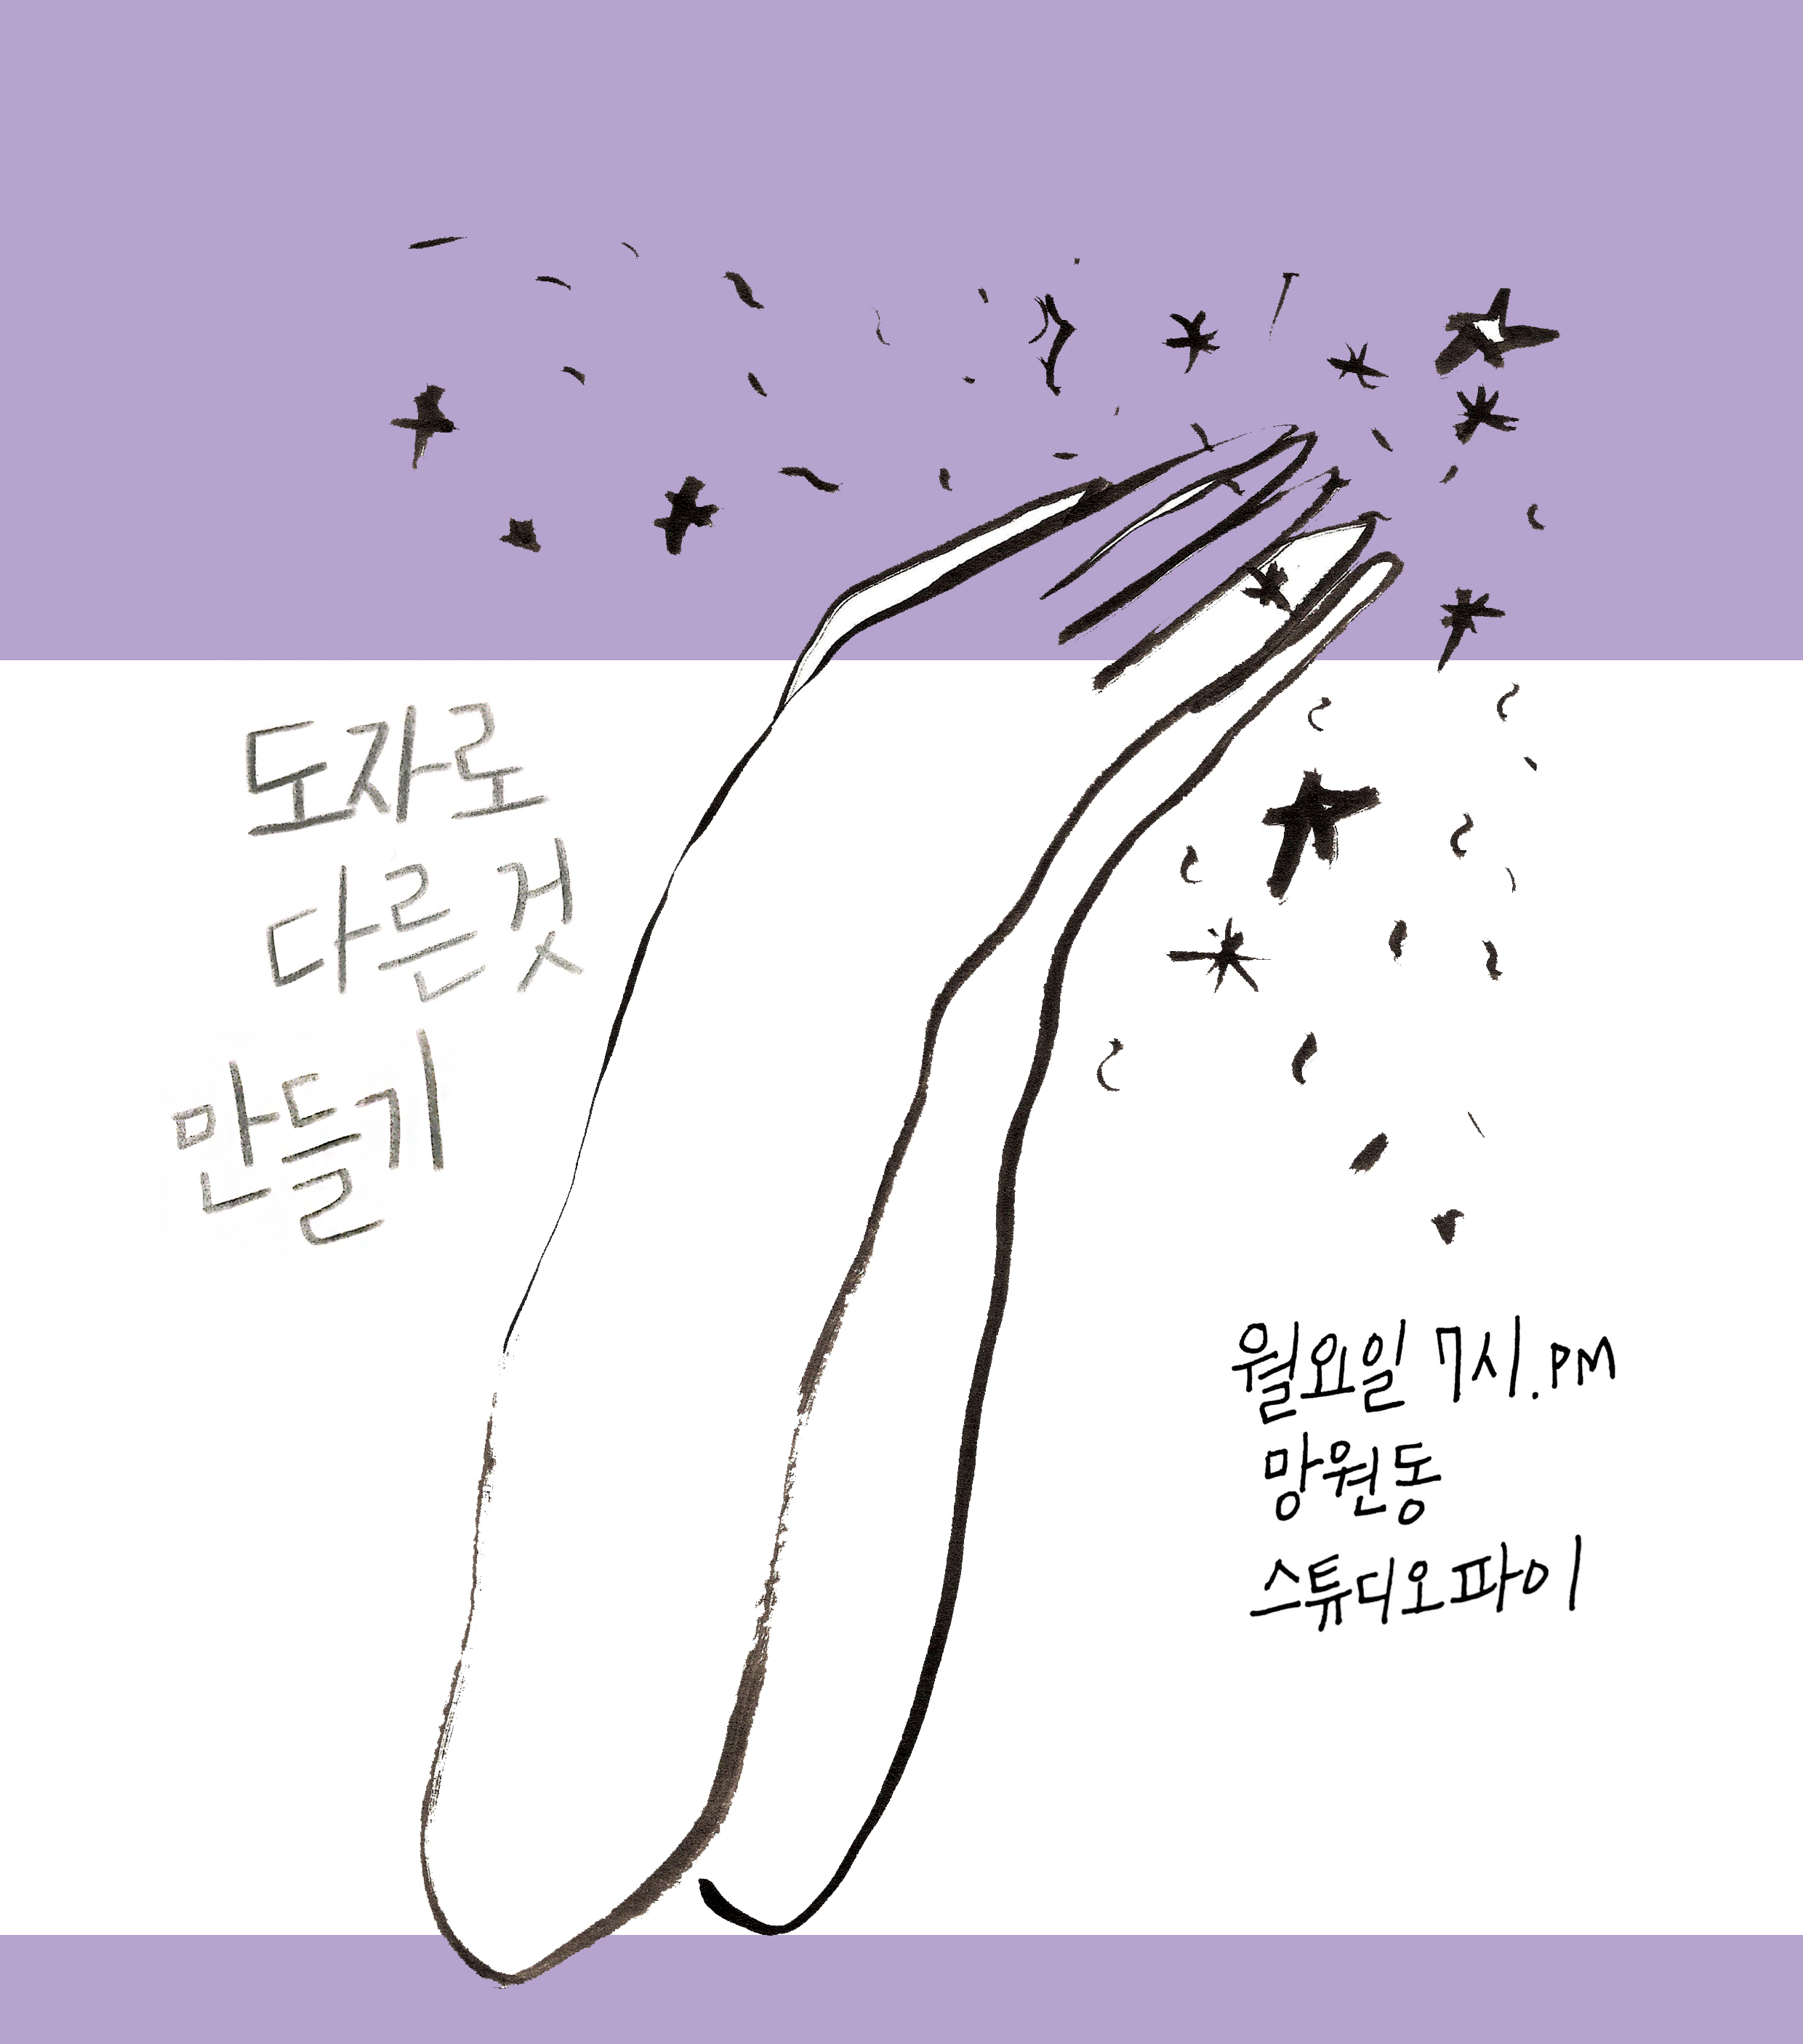 도자로
다른것
만들기
월요일 7시.PM
망원동
스튜디오파이